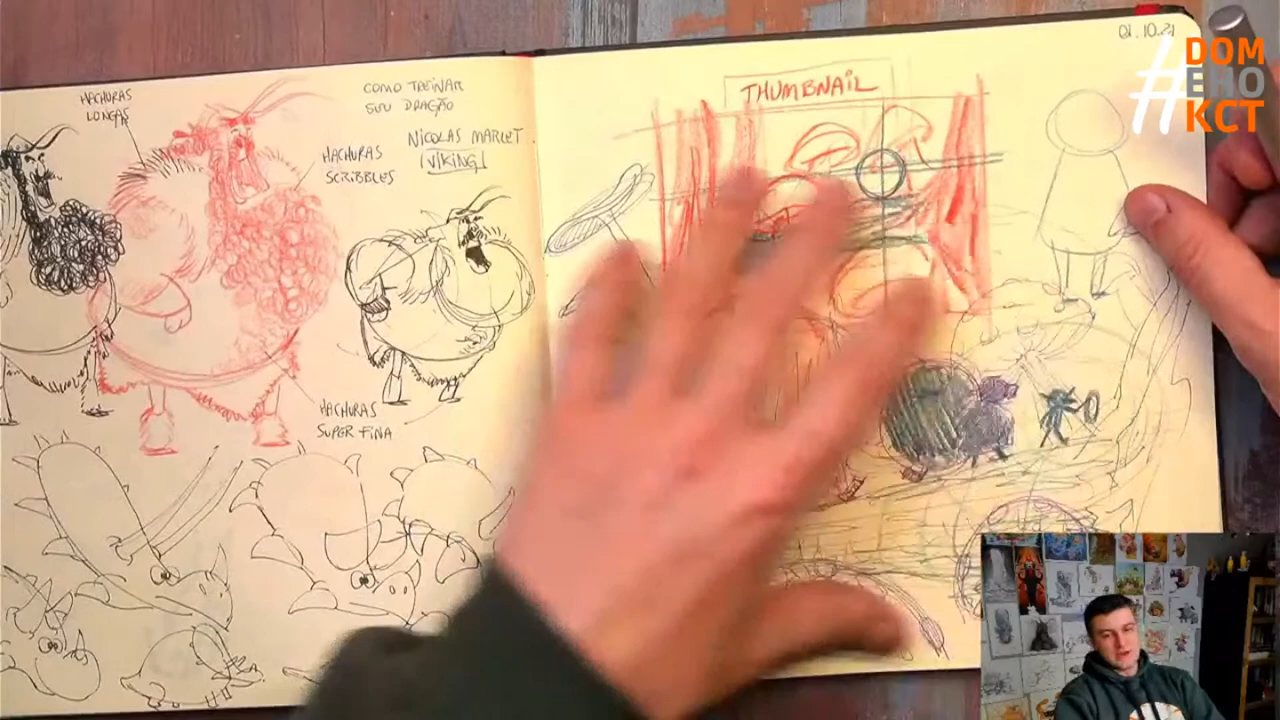 HACHURAS
LONGAS
COMO TREINAR
SEU DRAGÃO
NICOLAS MARLET
(VIKING)
HACHURAS
SCRIBBLES
HACHURAS
SUPER FINA
THUMBNAIL
01.10.21
#DOM
EMO
KCT